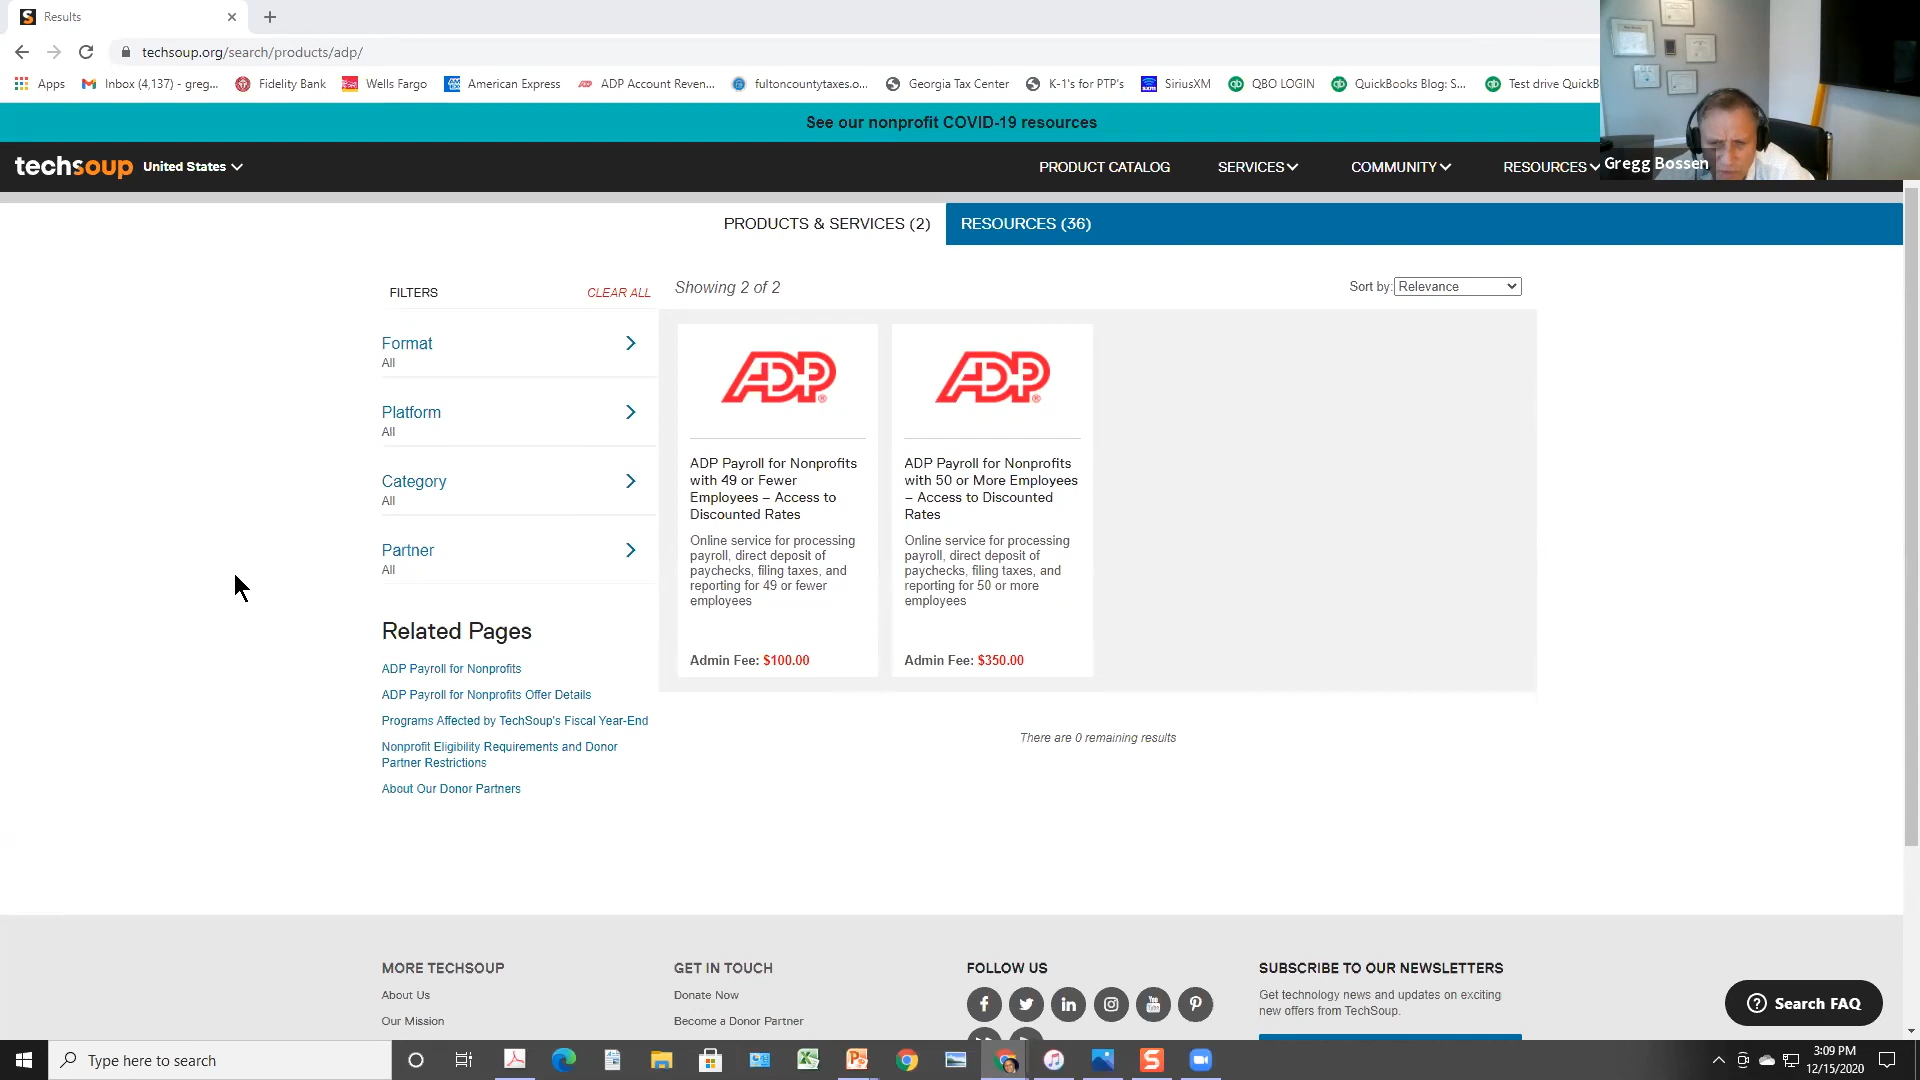 Results
techsoup.org/search/products/adp/
Apps
Inbox (4,137) - greg...
Fidelity Bank
Wells Fargo
American Express
ADP Account Reven...
fultoncountytaxes.o...
Georgia Tax Center
K-1's for PTP's
SiriusXM
QBO LOGIN
QuickBooks Blog: S...
Test drive QuickB
Gregg Bossen
See our nonprofit COVID-19 resources
techsoup United States
PRODUCT CATALOG
SERVICES
COMMUNITY
RESOURCES
PRODUCTS & SERVICES (2)
RESOURCES (36)
FILTERS
CLEAR ALL
Showing 2 of 2
Sort by: Relevance
Format
All
Platform
All
Category
All
Partner
All
Related Pages
ADP Payroll for Nonprofits
ADP Payroll for Nonprofits Offer Details
Programs Affected by TechSoup's Fiscal Year-End
Nonprofit Eligibility Requirements and Donor
Partner Restrictions
About Our Donor Partners
ADP
ADP Payroll for Nonprofits
with 49 or Fewer
Employees – Access to
Discounted Rates
Online service for processing
payroll, direct deposit of
paychecks, filing taxes, and
reporting for 49 or fewer
employees
Admin Fee: $100.00
ADP
ADP Payroll for Nonprofits
with 50 or More Employees
– Access to Discounted
Rates
Online service for processing
payroll, direct deposit of
paychecks, filing taxes, and
reporting for 50 or more
employees
Admin Fee: $350.00
There are 0 remaining results
MORE TECHSOUP
About Us
Our Mission
GET IN TOUCH
Donate Now
Become a Donor Partner
FOLLOW US
SUBSCRIBE TO OUR NEWSLETTERS
Get technology news and updates on exciting
new offers from TechSoup.
Search FAQ
Type here to search
3:09 PM
12/15/2020